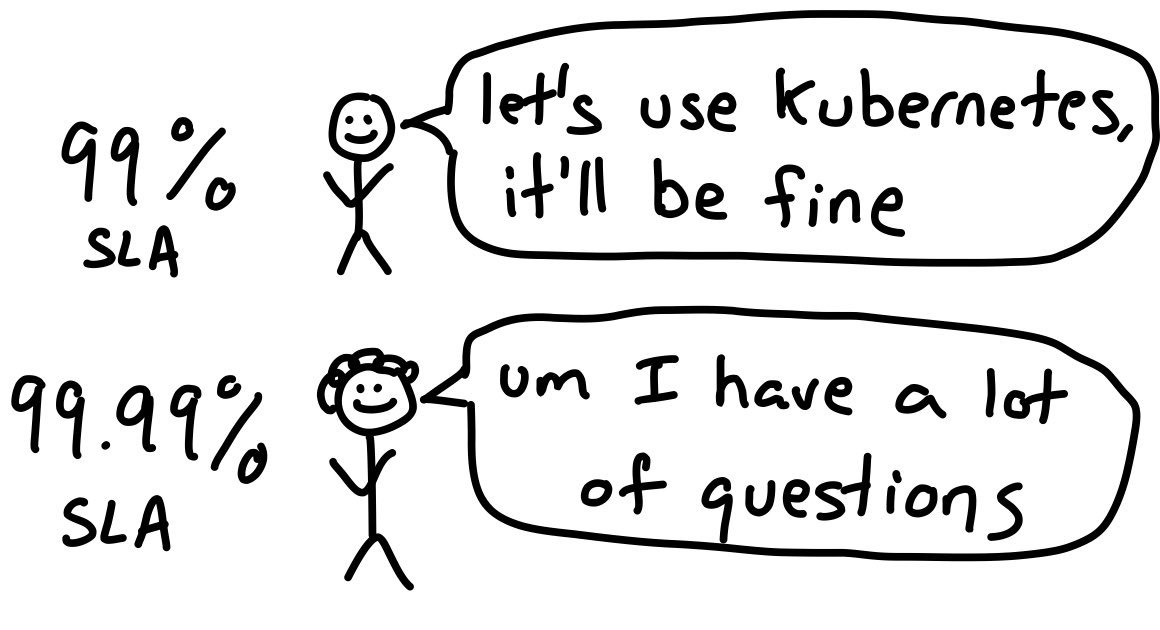 99%
SLA
let's use Kubernetes,
it'll be fine
99.99%
SLA
um I have a lot
of questions